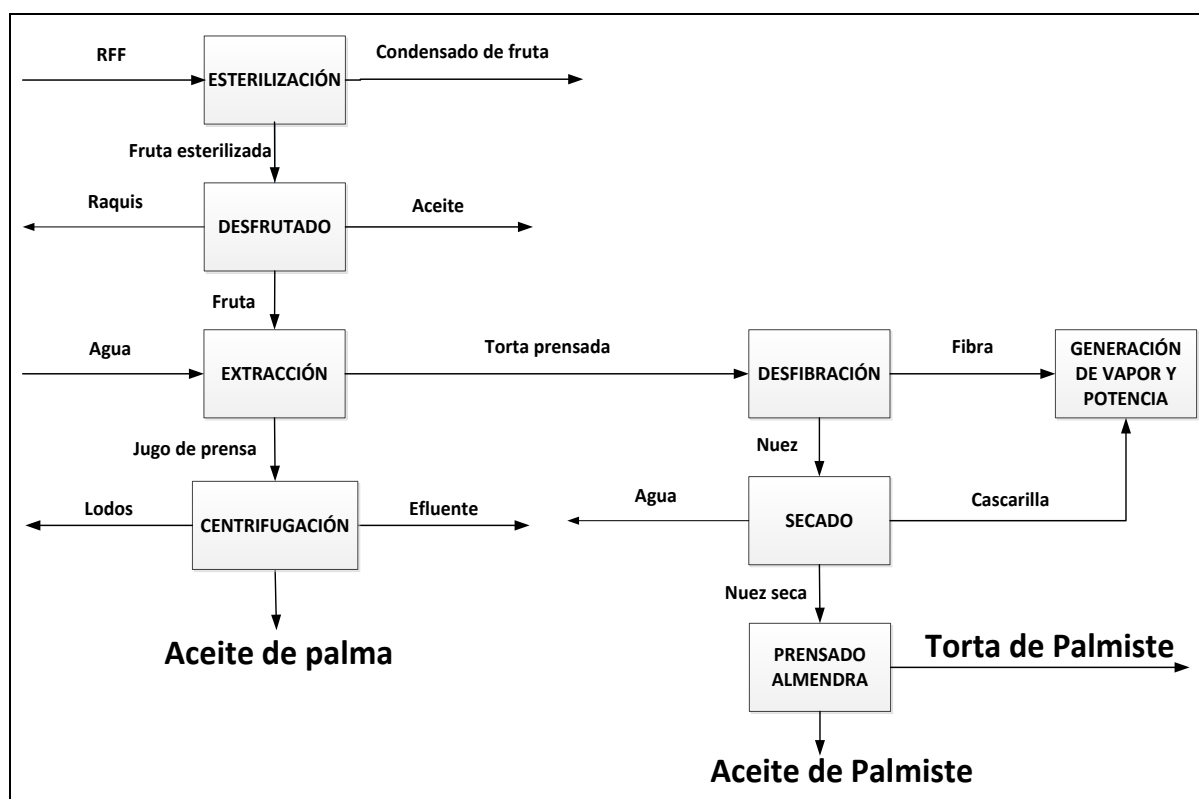 RFF
ESTERILIZACIÓN
Condensado de fruta
Fruta esterilizada
Raquis
DESFRUTADO
Aceite
Fruta
Agua
EXTRACCIÓN
Torta prensada
DESFIBRACIÓN
Fibra
GENERACIÓN
DE VAPOR Y
POTENCIA
Jugo de prensa
Nuez
Lodos
CENTRIFUGACIÓN
Efluente
Agua
SECADO
Cascarilla
Nuez seca
Aceite de palma
PRENSADO
ALMENDRA
Torta de Palmiste
Aceite de Palmiste